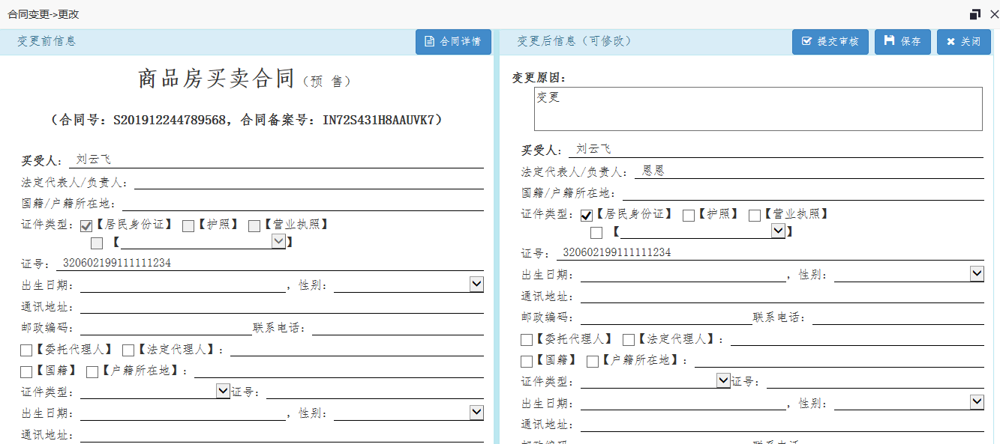 合同变更->更改
变更前信息
合同详情
商品房买卖合同（预 售）
（合同号：S201912244789568，合同备案号：IN72S431H8AAUVK7）
买受人： 刘云飞
法定代表人/负责人：
国籍/户籍所在地：
证件类型：【居民身份证】 【护照】 【营业执照】
【 】
证号： 320602199111111234
出生日期： ，性别：
通讯地址：
邮政编码： 联系电话：
【委托代理人】 【法定代理人】：
【国籍】 【户籍所在地】：
证件类型： 证号：
出生日期： ，性别：
通讯地址：
变更后信息（可修改）
提交审核 保存 关闭
变更原因：
变更
买受人： 刘云飞
法定代表人/负责人： 恩恩
国籍/户籍所在地：
证件类型：【居民身份证】 【护照】 【营业执照】
【 】
证号： 320602199111111234
出生日期： ，性别：
通讯地址：
邮政编码： 联系电话：
【委托代理人】 【法定代理人】：
【国籍】 【户籍所在地】：
证件类型： 证号：
出生日期： ，性别：
通讯地址：